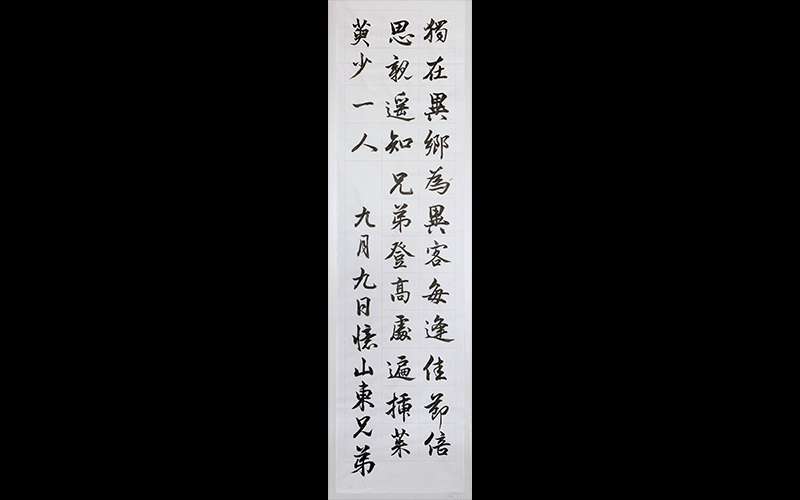 獨在異鄉為異客每逢佳節倍
思親遥知兄弟登高處遍插茱
萸少一人 九月九日憶山東兄弟